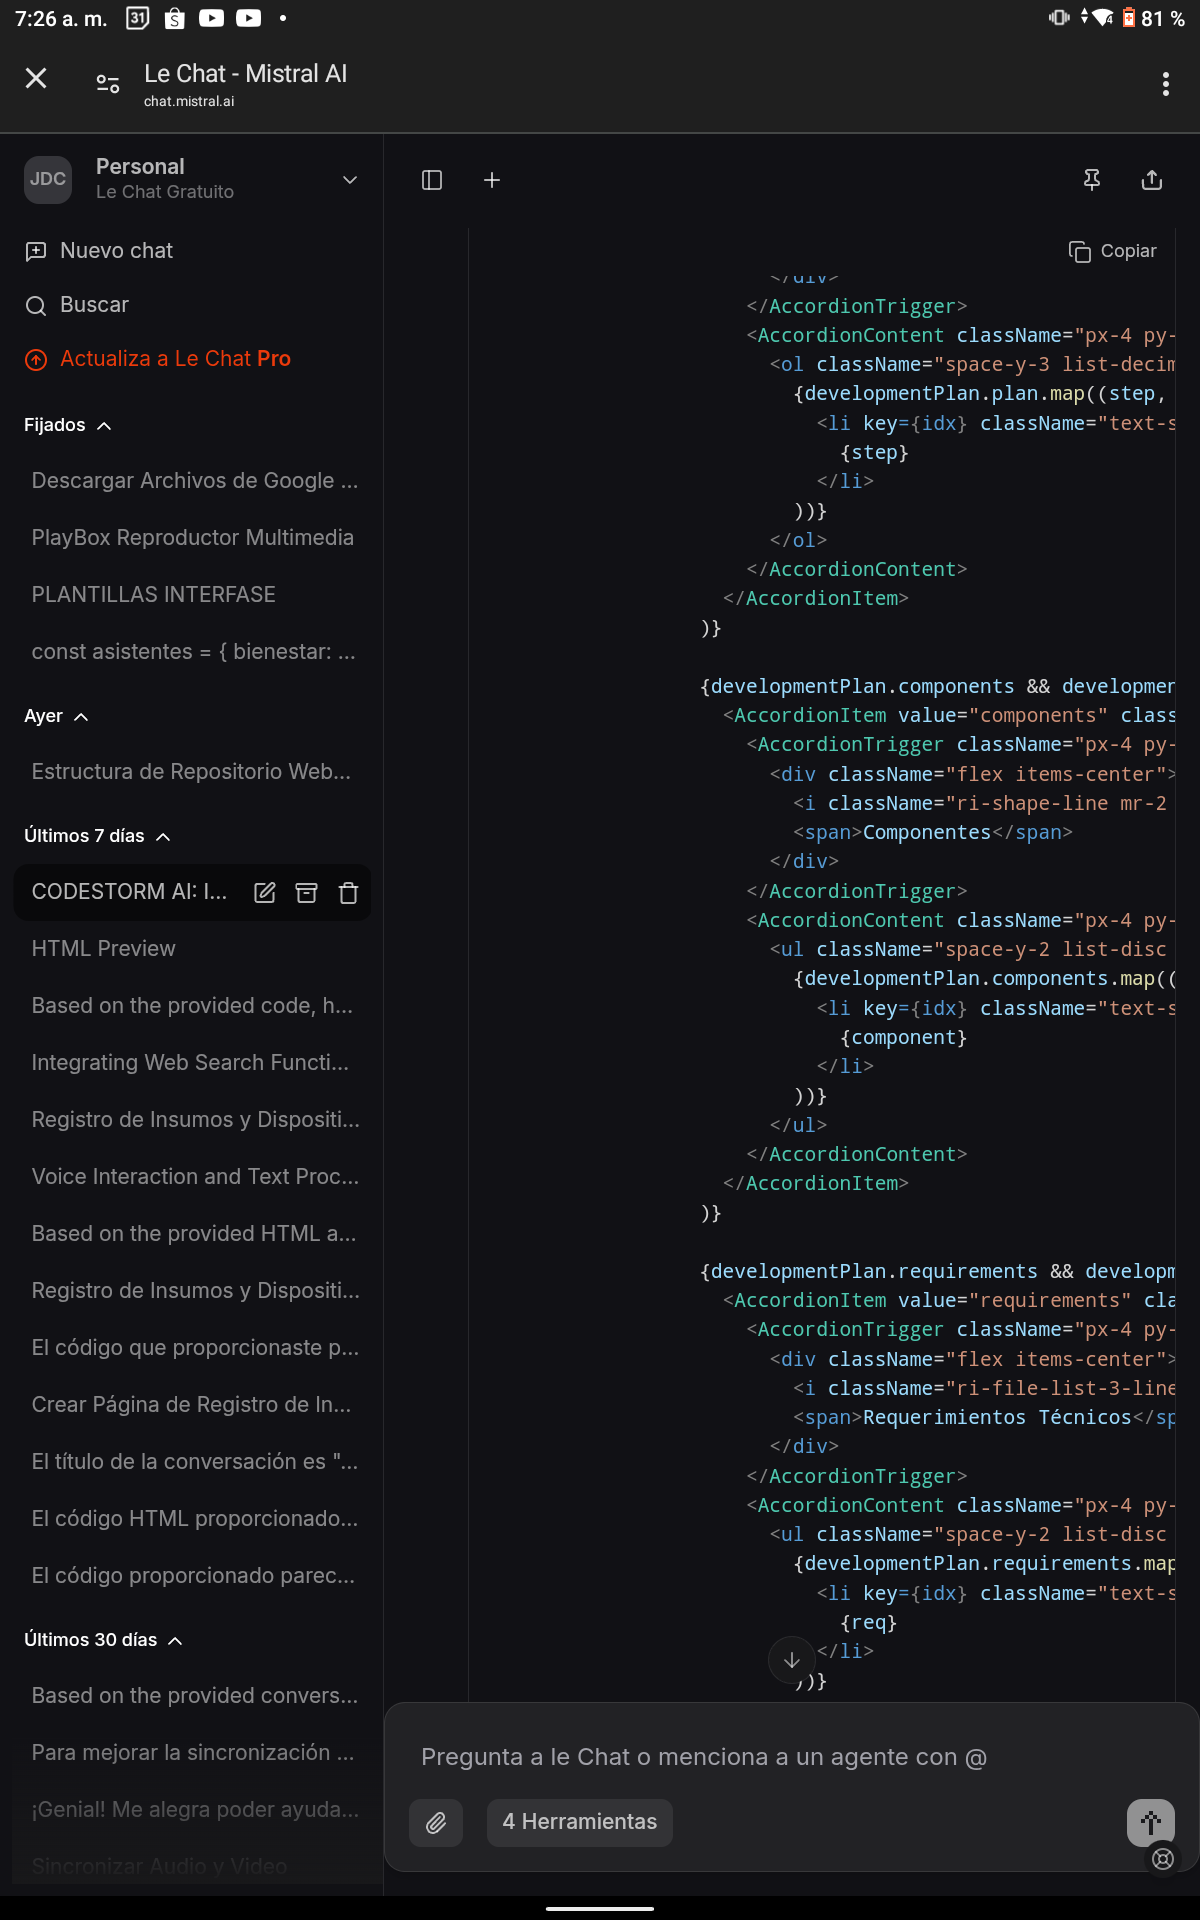 7:26 a. m.
31
S
4
81 %
Le Chat - Mistral AI
chat.mistral.ai
JDC
Personal
Le Chat Gratuito
Nuevo chat
Buscar
Actualiza a Le Chat Pro
Fijados
Descargar Archivos de Google ...
PlayBox Reproductor Multimedia
PLANTILLAS INTERFASE
const asistentes = { bienestar: ...
Ayer
Estructura de Repositorio Web...
Últimos 7 días
CODESTORM AI: I...
HTML Preview
Based on the provided code, h...
Integrating Web Search Functi...
Registro de Insumos y Dispositi...
Voice Interaction and Text Proc...
Based on the provided HTML a...
Registro de Insumos y Dispositi...
El código que proporcionaste p...
Crear Página de Registro de In...
El título de la conversación es "...
El código HTML proporcionado...
El código proporcionado parec...
Últimos 30 días
Based on the provided convers...
Para mejorar la sincronización ...
¡Genial! Me alegra poder ayuda...
Sincronizar Audio y Video
Copiar
</div>
</AccordionTrigger>
<AccordionContent className="px-4 py-
<ol className="space-y-3 list-decim
{developmentPlan.plan.map((step,
<li key={idx} className="text-s
{step}
</li>
))}
</ol>
</AccordionContent>
</AccordionItem>
)}
{developmentPlan.components && developmen
<AccordionItem value="components" class
<AccordionTrigger className="px-4 py-
<div className="flex items-center">
<i className="ri-shape-line mr-2
<span>Componentes</span>
</div>
</AccordionTrigger>
<AccordionContent className="px-4 py-
<ul className="space-y-2 list-disc
{developmentPlan.components.map((
<li key={idx} className="text-s
{component}
</li>
))}
</ul>
</AccordionContent>
</AccordionItem>
)}
{developmentPlan.requirements && developm
<AccordionItem value="requirements" cla
<AccordionTrigger className="px-4 py-
<div className="flex items-center">
<i className="ri-file-list-3-line
<span>Requerimientos Técnicos</sp
</div>
</AccordionTrigger>
<AccordionContent className="px-4 py-
<ul className="space-y-2 list-disc
{developmentPlan.requirements.map
<li key={idx} className="text-s
{req}
</li>
))}
Pregunta a le Chat o menciona a un agente con @
4 Herramientas